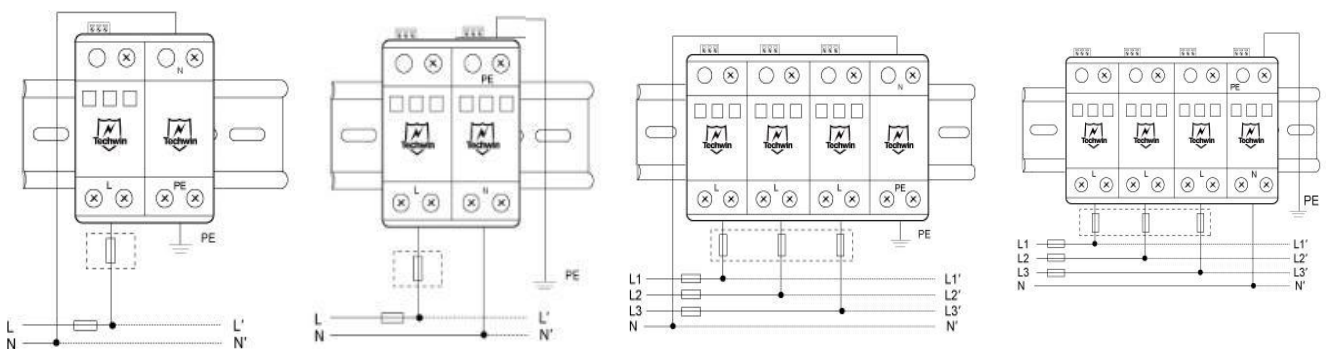 N
Techwin Techwin
L PE
PE
L L'
N N'
PE
Techwin Techwin
L N
PE
L L'
N N'
N
Techwin Techwin Techwin Techwin
L L L PE
PE
L1 L1'
L2 L2'
L3 L3'
N N'
PE
Techwin Techwin Techwin Techwin
L L L N
PE
L1 L1'
L2 L2'
L3 L3'
N N'